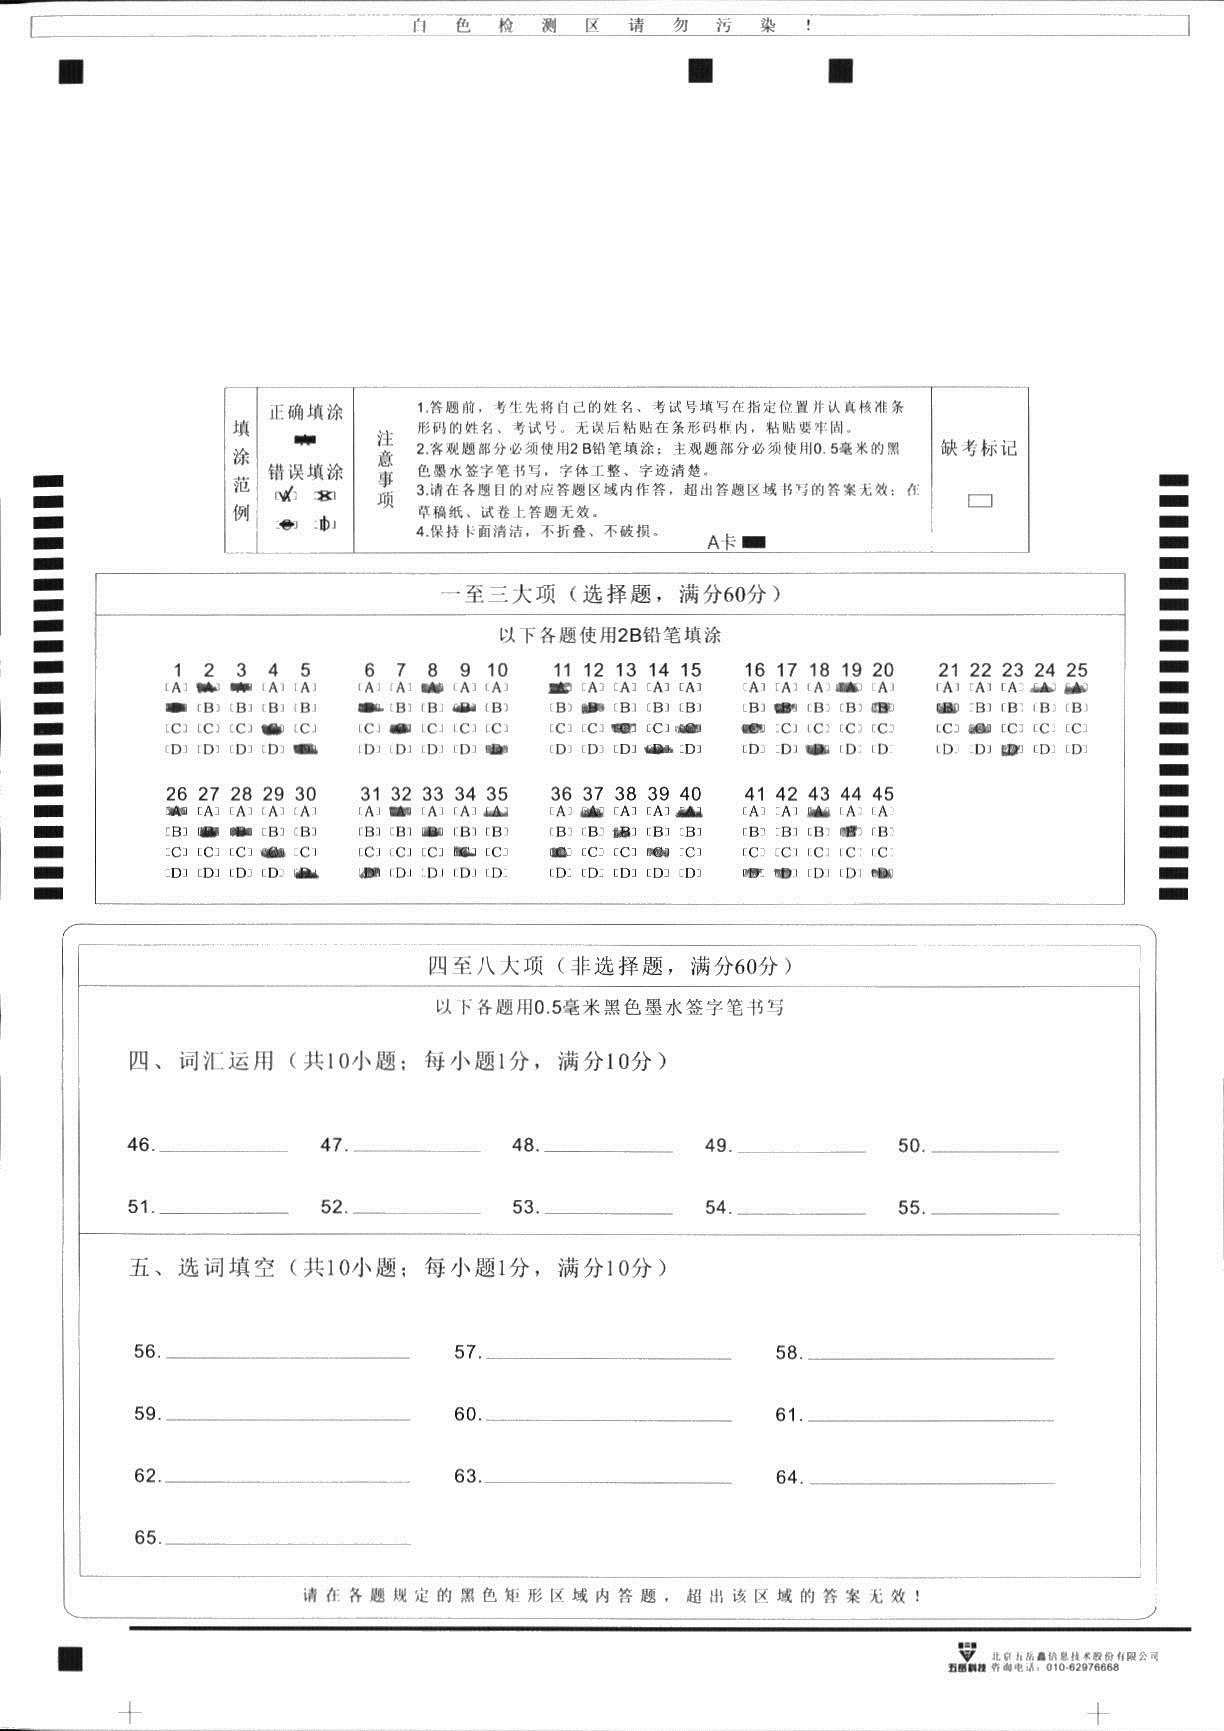 白色检测区请勿污染!
填涂范例
正确填涂
错误填涂
注意事项
1.答题前,考生先将自己的姓名、考试号填写在指定位置并认真核准条
形码的姓名、考试号。无误后粘贴在条形码框内,粘贴要牢固。
2.客观题部分必须使用2B铅笔填涂;主观题部分必须使用0.5毫米的黑
色墨水签字笔书写,字体工整、字迹清楚。
3.请在各题目的对应答题区域内作答,超出答题区域书写的答案无效;在
草稿纸、试卷上答题无效。
4.保持卡面清洁,不折叠、不破损。
A卡
缺考标记
一至三大项(选择题,满分60分)
以下各题使用2B铅笔填涂
1 2 3 4 5 6 7 8 9 10 11 12 13 14 15 16 17 18 19 20 21 22 23 24 25
[A] [A] [A] [A] [A] [A] [A] [A] [A] [A] [A] [A] [A] [A] [A] [A] [A] [A] [A] [A] [A] [A] [A] [A] [A]
[B] [B] [B] [B] [B] [B] [B] [B] [B] [B] [B] [B] [B] [B] [B] [B] [B] [B] [B] [B] [B] [B] [B] [B] [B]
[C] [C] [C] [C] [C] [C] [C] [C] [C] [C] [C] [C] [C] [C] [C] [C] [C] [C] [C] [C] [C] [C] [C] [C] [C]
[D] [D] [D] [D] [D] [D] [D] [D] [D] [D] [D] [D] [D] [D] [D] [D] [D] [D] [D] [D] [D] [D] [D] [D] [D]
26 27 28 29 30 31 32 33 34 35 36 37 38 39 40 41 42 43 44 45
[A] [A] [A] [A] [A] [A] [A] [A] [A] [A] [A] [A] [A] [A] [A] [A] [A] [A] [A] [A]
[B] [B] [B] [B] [B] [B] [B] [B] [B] [B] [B] [B] [B] [B] [B] [B] [B] [B] [B] [B]
[C] [C] [C] [C] [C] [C] [C] [C] [C] [C] [C] [C] [C] [C] [C] [C] [C] [C] [C] [C]
[D] [D] [D] [D] [D] [D] [D] [D] [D] [D] [D] [D] [D] [D] [D] [D] [D] [D] [D] [D]
四至八大项(非选择题,满分60分)
以下各题用0.5毫米黑色墨水签字笔书写
四、词汇运用(共10小题;每小题1分,满分10分)
46. 47. 48. 49. 50.
51. 52. 53. 54. 55.
五、选词填空(共10小题;每小题1分,满分10分)
56. 57. 58.
59. 60. 61.
62. 63. 64.
65.
请在各题规定的黑色矩形区域内答题,超出该区域的答案无效!
五岳科技
北京五岳鑫信息技术股份有限公司
咨询电话:010-62976668